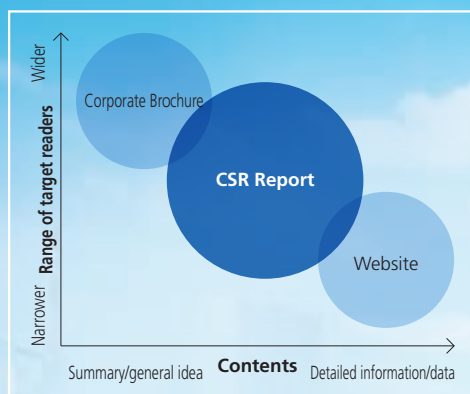 Wider
Corporate Brochure
CSR Report
Range of target readers
Website
Narrower
Summary/general idea
Contents
Detailed information/data